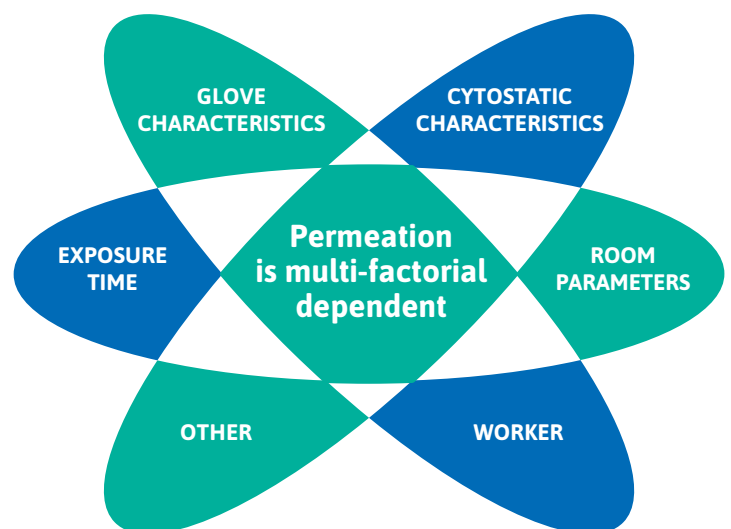 GLOVE
CHARACTERISTICS
CYTOSTATIC
CHARACTERISTICS
EXPOSURE
TIME
Permeation
is multi-factorial
dependent
ROOM
PARAMETERS
OTHER
WORKER